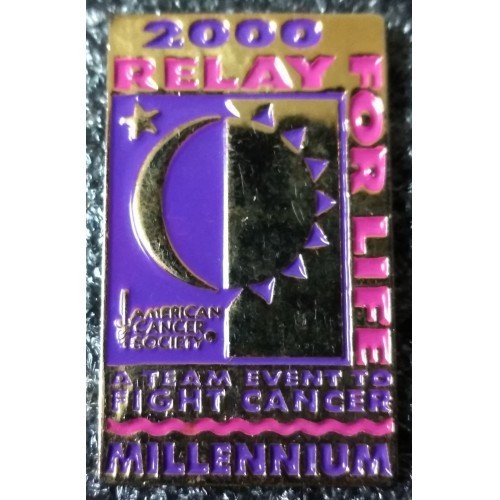 2000
RELAY
FOR LIFE
AMERICAN
CANCER
SOCIETY®
A TEAM EVENT TO
FIGHT CANCER
MILLENNIUM